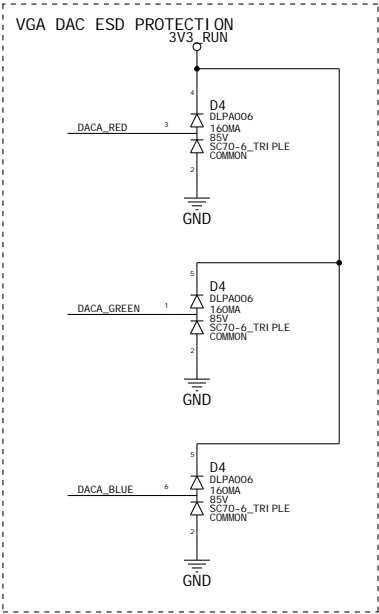 VGA DAC ESD PROTECTION
3V3_RUN
4
D4
DLPA006
160MA
85V
SC70-6_TRIPLE
COMMON
DACA_RED
3
2
GND
5
D4
DLPA006
160MA
85V
SC70-6_TRIPLE
COMMON
DACA_GREEN
1
2
GND
5
D4
DLPA006
160MA
85V
SC70-6_TRIPLE
COMMON
DACA_BLUE
6
2
GND